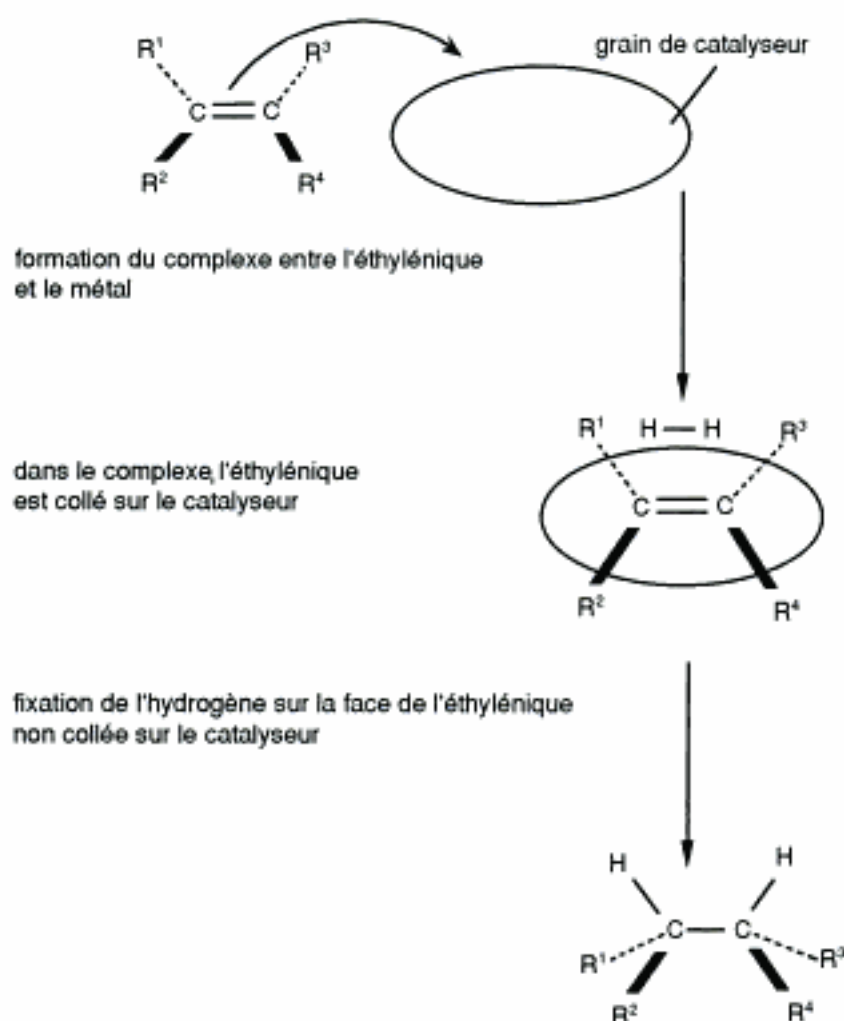 R¹ R³ grain de catalyseur
C=C
R² R⁴
formation du complexe entre l'éthylénique
et le métal
R¹ H—H R³
dans le complexe, l'éthylénique
est collé sur le catalyseur
C=C
R² R⁴
fixation de l'hydrogène sur la face de l'éthylénique
non collée sur le catalyseur
H H
C—C
R¹ R³
R² R⁴